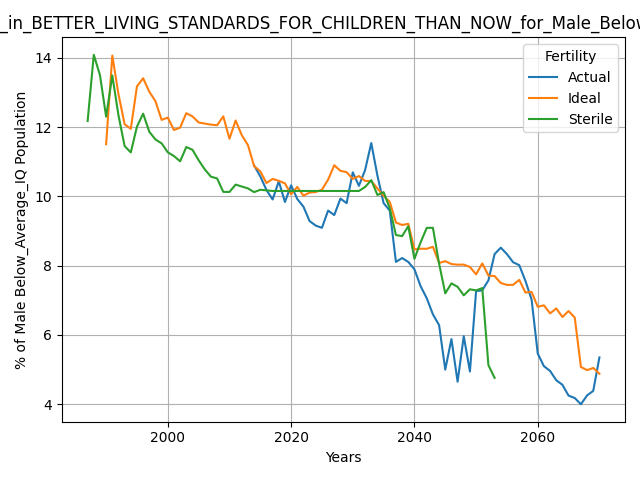 _in_BETTER_LIVING_STANDARDS_FOR_CHILDREN_THAN_NOW_for_Male_Below
Fertility
Actual
Ideal
Sterile
% of Male Below_Average_IQ Population
14
12
10
8
6
4
2000
2020
2040
2060
Years